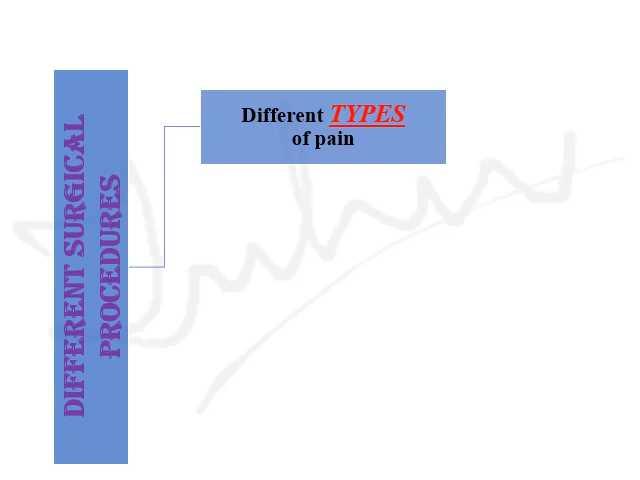 DIFFERENT SURGICAL
PROCEDURES
Different TYPES
of pain